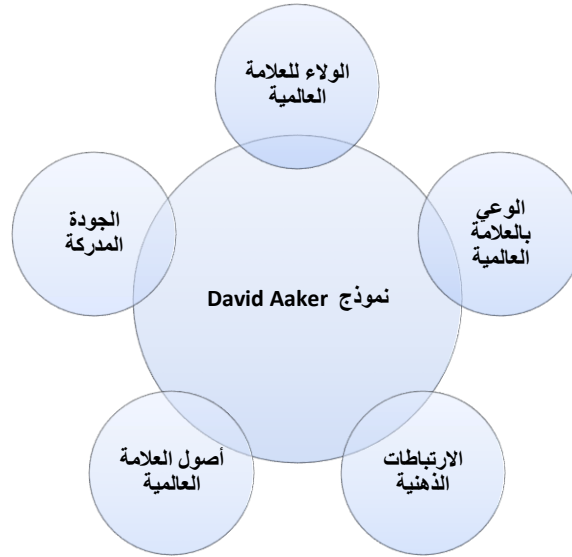 الولاء للعلامة
العالمية
الوعي
بالعلامة
العالمية
الارتباطات
الذهنية
أصول العلامة
العالمية
الجودة
المدركة
نموذج David Aaker